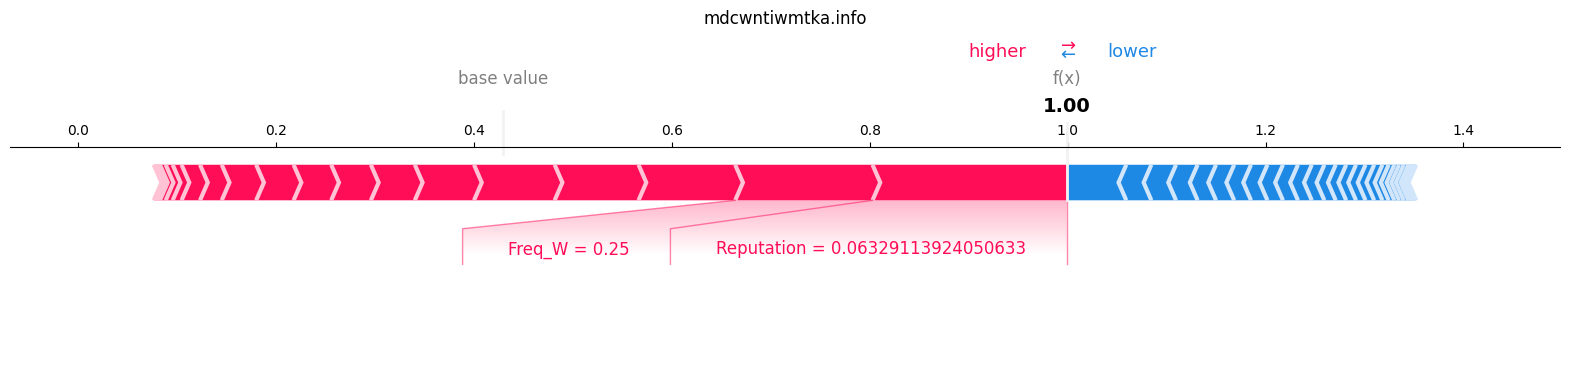 mdcwntiwmtka.info
higher ⇄ lower
base value f(x)
1.00
0.0 0.2 0.4 0.6 0.8 1.0 1.2 1.4
Freq_W = 0.25 Reputation = 0.06329113924050633